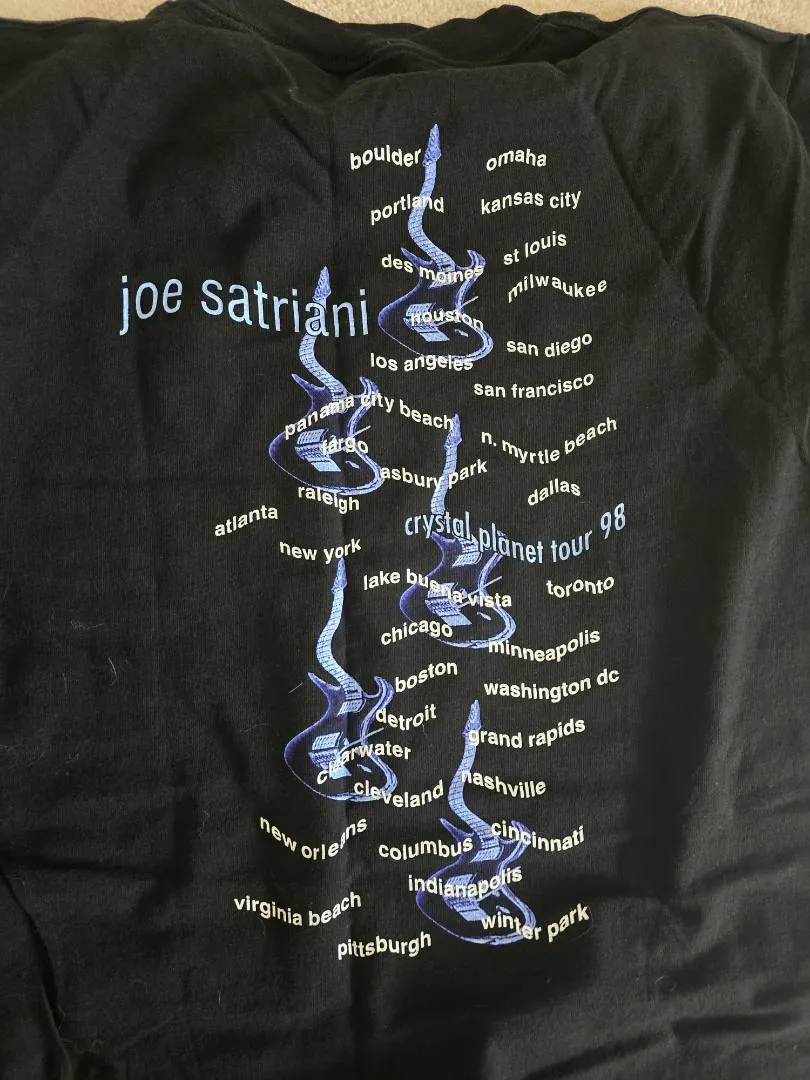 boulder
omaha
portland
kansas city
st louis
des moines
milwaukee
joe satriani
houston
san diego
los angeles
san francisco
panama city beach
n. myrtle beach
fargo
asbury park
raleigh
dallas
atlanta
crystal planet tour 98
new york
lake buena vista
toronto
chicago
minneapolis
boston
washington dc
detroit
grand rapids
clearwater
nashville
cleveland
new orleans
columbus
cincinnati
indianapolis
virginia beach
winter park
pittsburgh